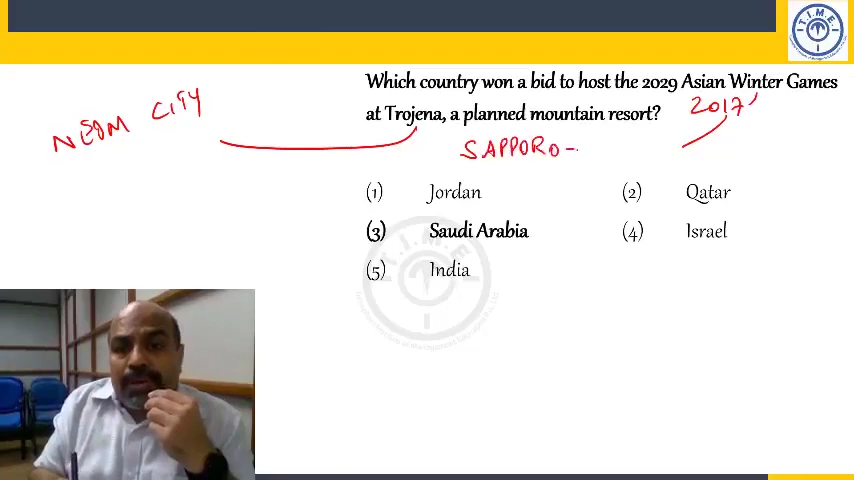 T.I.M.E.
Which country won a bid to host the 2029 Asian Winter Games
at Trojena, a planned mountain resort?
2017
NEOM CITY
SAPPORO -
(1) Jordan (2) Qatar
(3) Saudi Arabia (4) Israel
(5) India